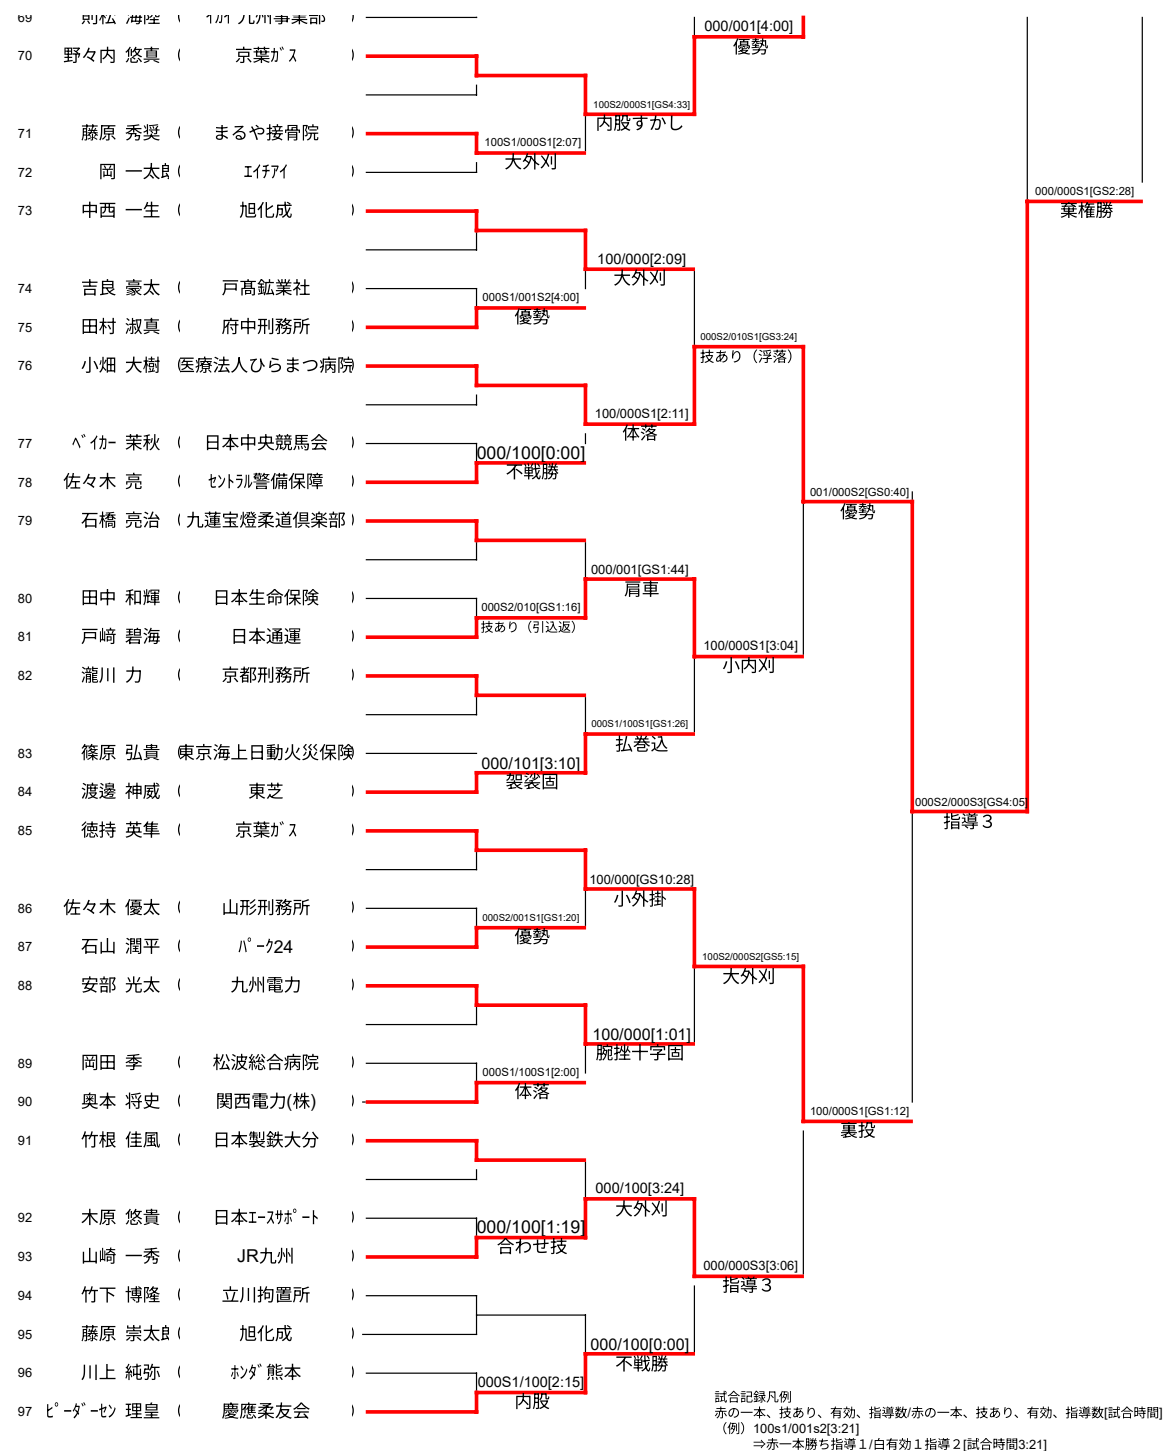 69 則松 海陸 ( ｲｶｲ九州事業部 )
000/001[4:00]
優勢
70 野々内 悠真 ( 京葉ｶﾞｽ )
100S2/000S1[GS4:33]
内股すかし
71 藤原 秀奨 ( まるや接骨院 )
100S1/000S1[2:07]
大外刈
72 岡 一太郎 ( ｴｲﾁｱｲ )
73 中西 一生 ( 旭化成 )
000/000S1[GS2:28]
棄権勝
100/000[2:09]
大外刈
74 吉良 豪太 ( 戸髙鉱業社 )
000S1/001S2[4:00]
優勢
75 田村 淑真 ( 府中刑務所 )
000S2/010S1[GS3:24]
技あり（浮落）
76 小畑 大樹 (医療法人ひらまつ病院)
100/000S1[2:11]
体落
77 ﾍﾞｲｶｰ 茉秋 ( 日本中央競馬会 )
000/100[0:00]
不戦勝
78 佐々木 亮 ( ｾﾝﾄﾗﾙ警備保障 )
001/000S2[GS0:40]
優勢
79 石橋 亮治 ( 九蓮宝燈柔道倶楽部 )
000/001[GS1:44]
肩車
80 田中 和輝 ( 日本生命保険 )
000S2/010[GS1:16]
技あり（引込返）
81 戸﨑 碧海 ( 日本通運 )
100/000S1[3:04]
小内刈
82 瀧川 力 ( 京都刑務所 )
000S1/100S1[GS1:26]
払巻込
83 篠原 弘貴 (東京海上日動火災保険)
000/101[3:10]
袈裟固
84 渡邊 神威 ( 東芝 )
000S2/000S3[GS4:05]
指導３
85 徳持 英隼 ( 京葉ｶﾞｽ )
100/000[GS10:28]
小外掛
86 佐々木 優太 ( 山形刑務所 )
000S2/001S1[GS1:20]
優勢
87 石山 潤平 ( ﾊﾟｰｸ24 )
100S2/000S2[GS5:15]
大外刈
88 安部 光太 ( 九州電力 )
100/000[1:01]
腕挫十字固
89 岡田 季 ( 松波総合病院 )
000S1/100S1[2:00]
体落
90 奥本 将史 ( 関西電力(株) )
100/000S1[GS1:12]
裏投
91 竹根 佳風 ( 日本製鉄大分 )
000/100[3:24]
大外刈
92 木原 悠貴 ( 日本ｴｰｽｻﾎﾟｰﾄ )
000/100[1:19]
合わせ技
93 山崎 一秀 ( JR九州 )
000/000S3[3:06]
指導３
94 竹下 博隆 ( 立川拘置所 )
95 藤原 崇太郎 ( 旭化成 )
000/100[0:00]
不戦勝
96 川上 純弥 ( ﾎﾝﾀﾞ熊本 )
000S1/100[2:15]
内股
97 ﾋﾟｰﾀﾞｰｾﾝ 理皇 ( 慶應柔友会 )
試合記録凡例
赤の一本、技あり、有効、指導数/赤の一本、技あり、有効、指導数[試合時間]
（例）100s1/001s2[3:21]
⇒赤一本勝ち指導１/白有効１指導２[試合時間3:21]